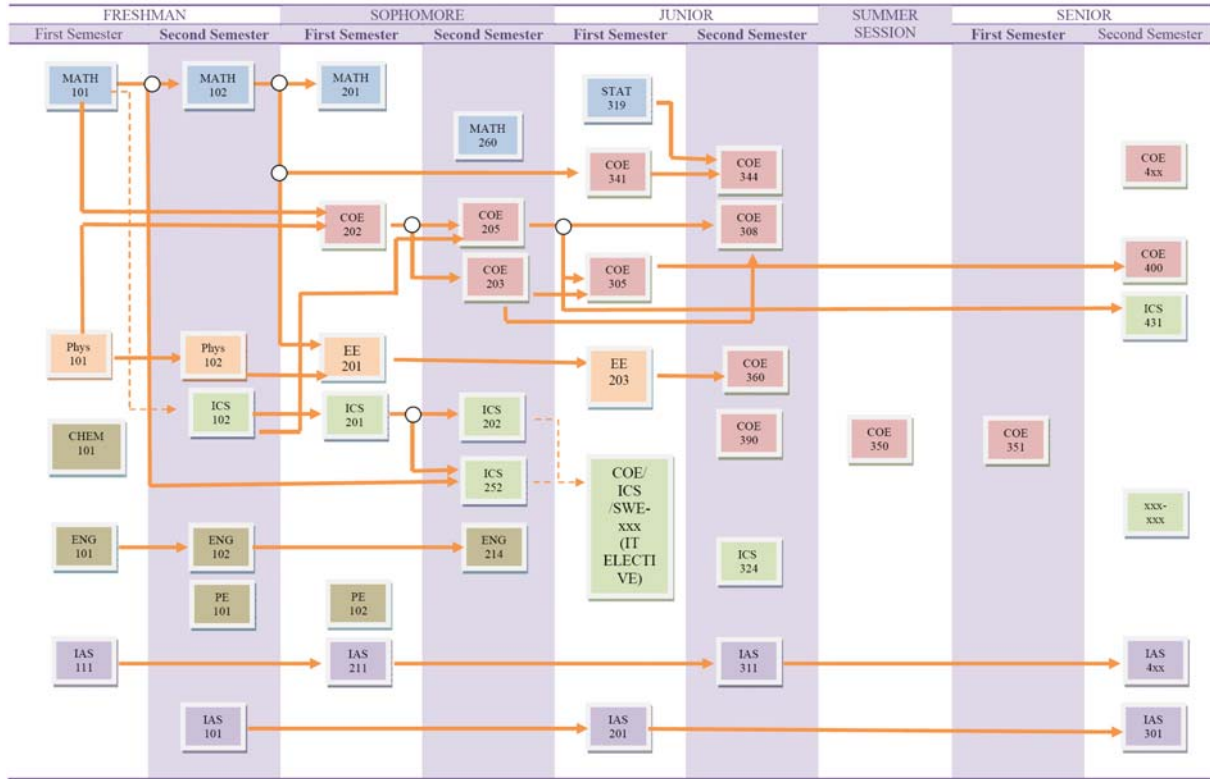 FRESHMAN
SOPHOMORE
JUNIOR
SUMMER
SESSION
SENIOR
First Semester
Second Semester
First Semester
Second Semester
First Semester
Second Semester
First Semester
Second Semester
MATH
101
MATH
102
MATH
201
STAT
319
MATH
260
COE
341
COE
344
COE
4xx
COE
202
COE
205
COE
308
COE
203
COE
305
COE
400
ICS
431
Phys
101
Phys
102
EE
201
EE
203
COE
360
ICS
102
ICS
201
ICS
202
COE
390
COE
350
COE
351
CHEM
101
ICS
252
COE/
ICS
/SWE-
xxx
(IT
ELECTI
VE)
xxx-
xxx
ENG
101
ENG
102
ENG
214
ICS
324
PE
101
PE
102
IAS
111
IAS
211
IAS
311
IAS
4xx
IAS
101
IAS
201
IAS
301